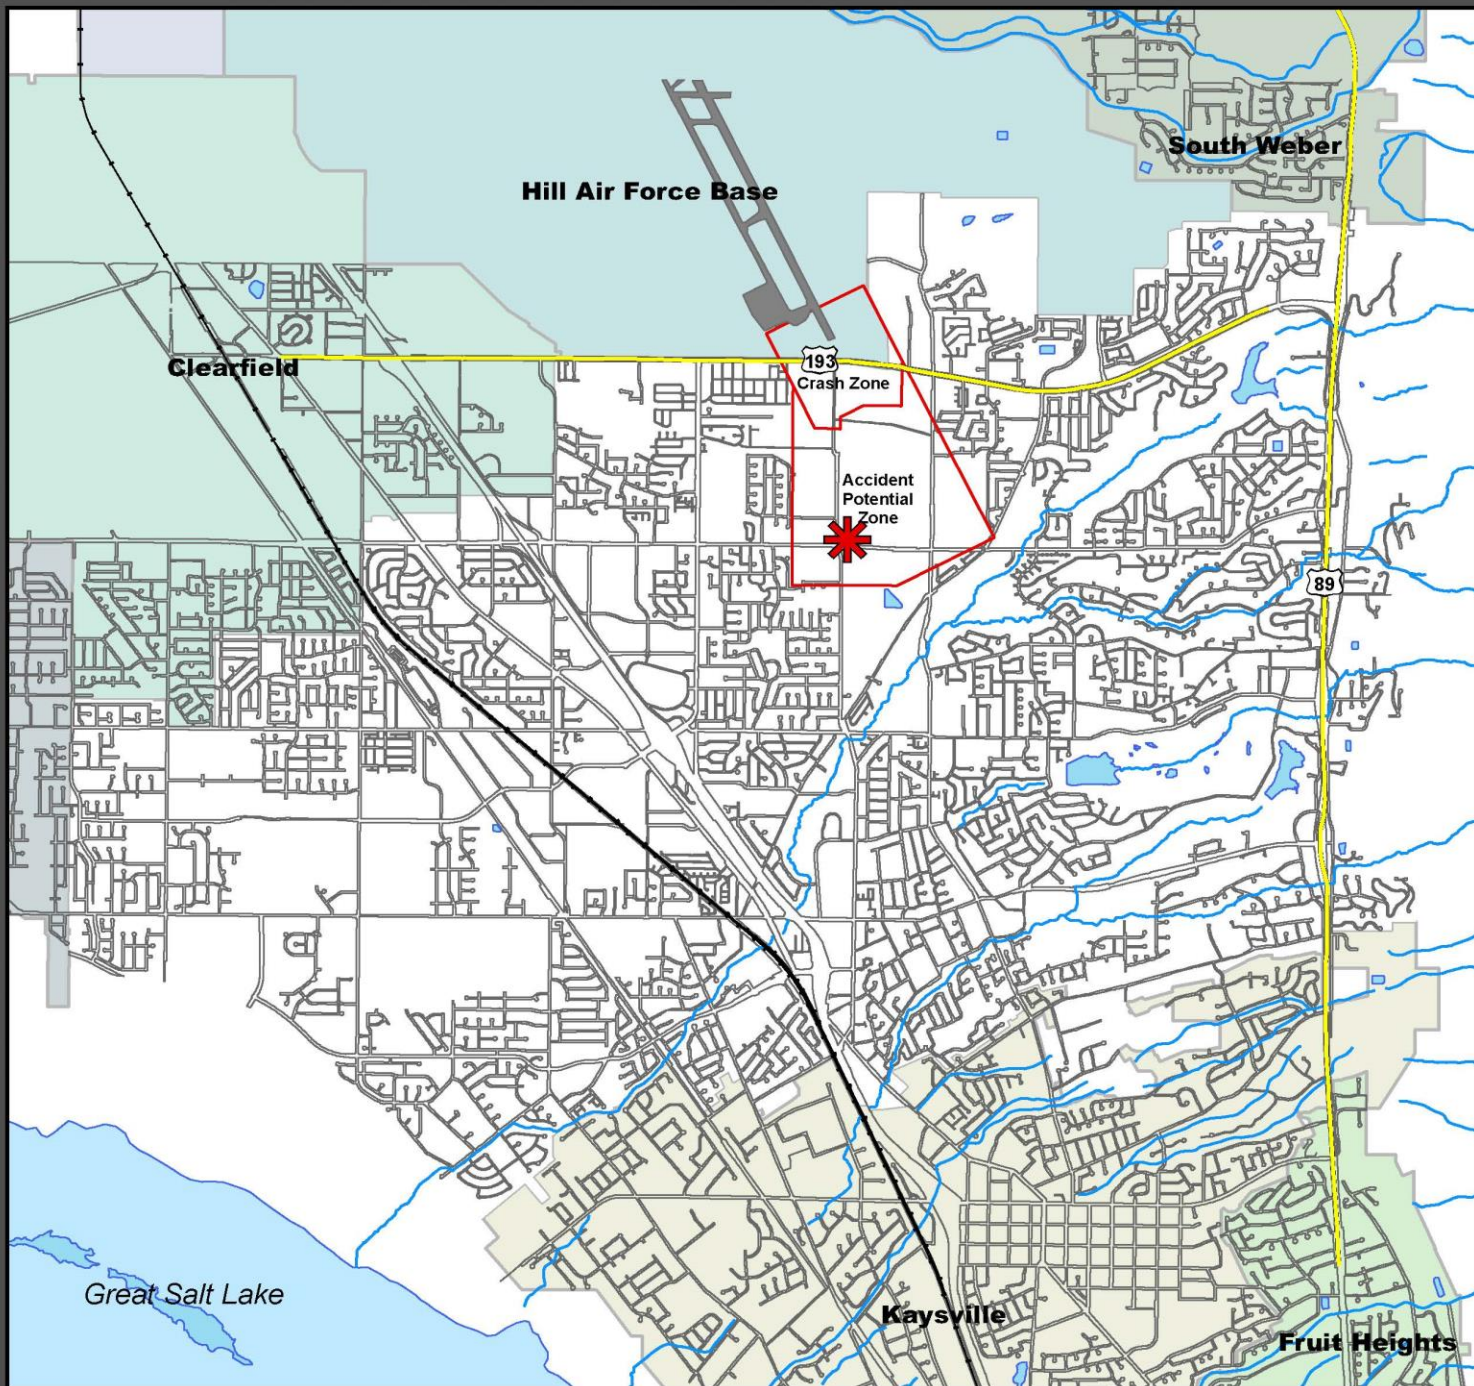 South Weber
Hill Air Force Base
193
Clearfield
Crash Zone
Accident
Potential
Zone
89
Great Salt Lake
Kaysville
Fruit Heights